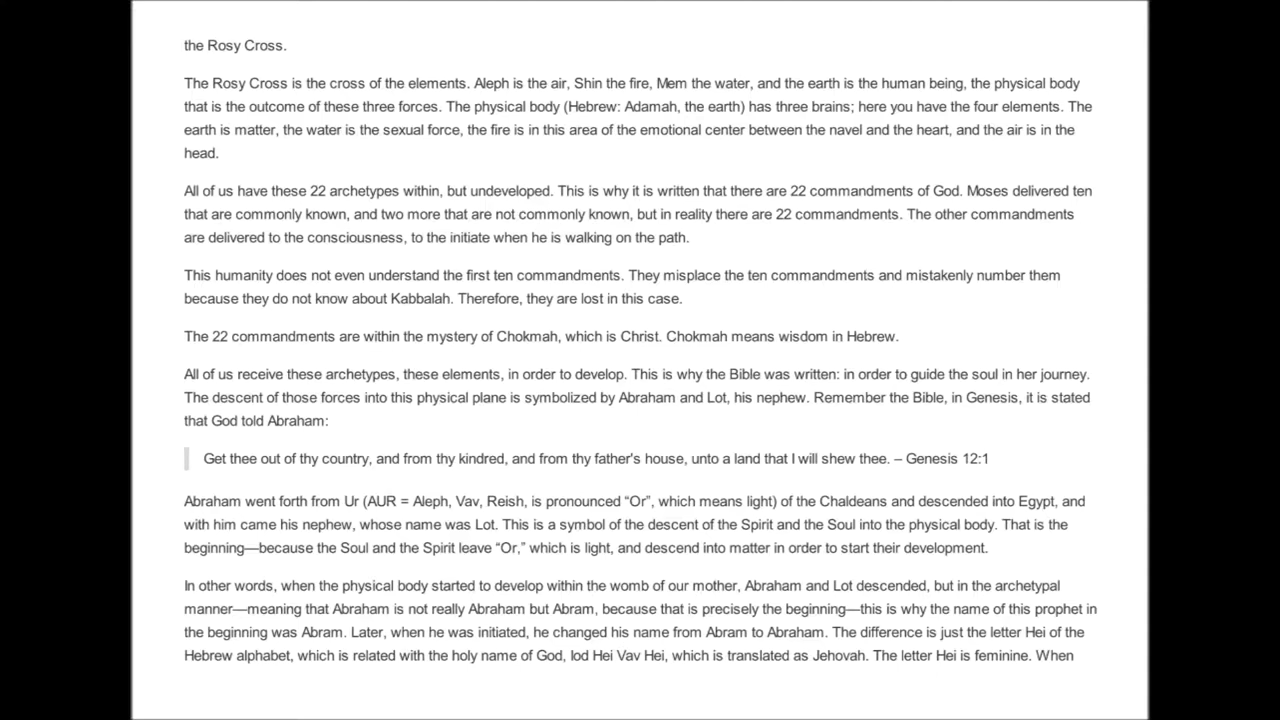 the Rosy Cross.
The Rosy Cross is the cross of the elements. Aleph is the air, Shin the fire, Mem the water, and the earth is the human being, the physical body
that is the outcome of these three forces. The physical body (Hebrew: Adamah, the earth) has three brains; here you have the four elements. The
earth is matter, the water is the sexual force, the fire is in this area of the emotional center between the navel and the heart, and the air is in the
head.
All of us have these 22 archetypes within, but undeveloped. This is why it is written that there are 22 commandments of God. Moses delivered ten
that are commonly known, and two more that are not commonly known, but in reality there are 22 commandments. The other commandments
are delivered to the consciousness, to the initiate when he is walking on the path.
This humanity does not even understand the first ten commandments. They misplace the ten commandments and mistakenly number them
because they do not know about Kabbalah. Therefore, they are lost in this case.
The 22 commandments are within the mystery of Chokmah, which is Christ. Chokmah means wisdom in Hebrew.
All of us receive these archetypes, these elements, in order to develop. This is why the Bible was written: in order to guide the soul in her journey.
The descent of those forces into this physical plane is symbolized by Abraham and Lot, his nephew. Remember the Bible, in Genesis, it is stated
that God told Abraham:
Get thee out of thy country, and from thy kindred, and from thy father's house, unto a land that I will shew thee. – Genesis 12:1
Abraham went forth from Ur (AUR = Aleph, Vav, Reish, is pronounced “Or”, which means light) of the Chaldeans and descended into Egypt, and
with him came his nephew, whose name was Lot. This is a symbol of the descent of the Spirit and the Soul into the physical body. That is the
beginning—because the Soul and the Spirit leave “Or,” which is light, and descend into matter in order to start their development.
In other words, when the physical body started to develop within the womb of our mother, Abraham and Lot descended, but in the archetypal
manner—meaning that Abraham is not really Abraham but Abram, because that is precisely the beginning—this is why the name of this prophet in
the beginning was Abram. Later, when he was initiated, he changed his name from Abram to Abraham. The difference is just the letter Hei of the
Hebrew alphabet, which is related with the holy name of God, Iod Hei Vav Hei, which is translated as Jehovah. The letter Hei is feminine. When